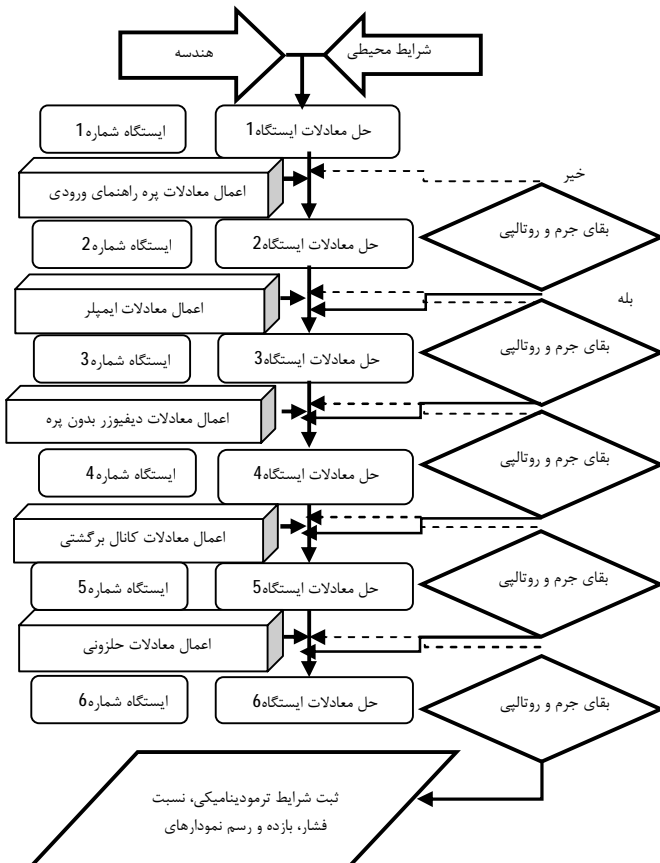 شرایط محیطی
هندسه
حل معادلات ایستگاه1
ایستگاه شماره1
خیر
اعمال معادلات پره راهنمای ورودی
بقای جرم و روتالپی
حل معادلات ایستگاه2
ایستگاه شماره2
بله
اعمال معادلات ایمپلر
بقای جرم و روتالپی
حل معادلات ایستگاه3
ایستگاه شماره3
اعمال معادلات دیفیوزر بدون پره
بقای جرم و روتالپی
حل معادلات ایستگاه4
ایستگاه شماره4
اعمال معادلات کانال برگشتی
بقای جرم و روتالپی
حل معادلات ایستگاه5
ایستگاه شماره5
اعمال معادلات حلزونی
بقای جرم و روتالپی
حل معادلات ایستگاه6
ایستگاه شماره6
ثبت شرایط ترمودینامیکی، نسبت
فشار، بازده و رسم نمودارهای